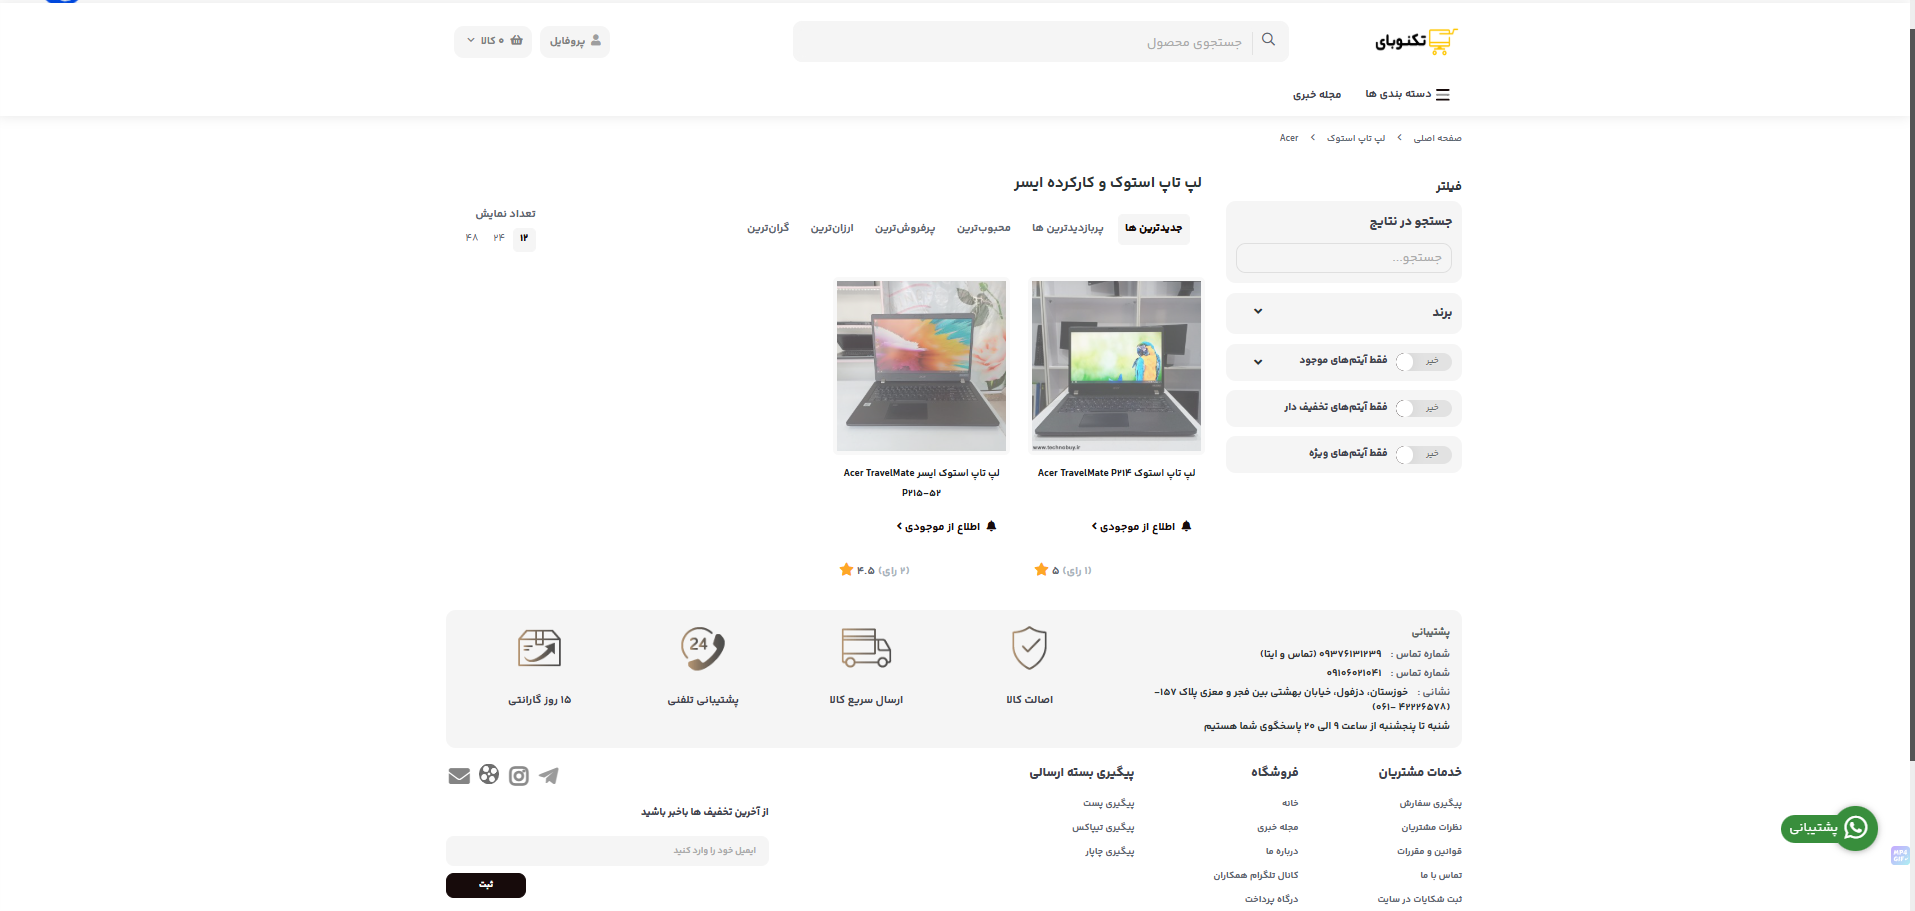 تکنوبای
جستجوی محصول
پروفایل
۰ کالا
دسته بندی ها
مجله خبری
صفحه اصلی
لپ تاپ استوک
Acer
فیلتر
جستجو در نتایج
جستجو...
برند
خیر
فقط آیتم‌های موجود
خیر
فقط آیتم‌های تخفیف دار
خیر
فقط آیتم‌های ویژه
لپ تاپ استوک و کارکرده ایسر
جدیدترین ها
پربازدیدترین ها
محبوب‌ترین
پرفروش‌ترین
ارزان‌ترین
گران‌ترین
تعداد نمایش
۱۲
۲۴
۴۸
www.technobuy.ir
لپ تاپ استوک Acer TravelMate P۲۱۴
اطلاع از موجودی
(۱ رای) ۵
لپ تاپ استوک ایسر Acer TravelMate
P۲۱۵-۵۲
اطلاع از موجودی
(۲ رای) ۴.۵
پشتیبانی
شماره تماس : ۰۹۳۷۶۱۳۱۲۳۹ (تماس و ایتا)
شماره تماس : ۰۹۱۰۶۰۲۱۰۴۱
نشانی : خوزستان، دزفول، خیابان بهشتی بین فجر و معزی پلاک ۱۵۷-
(۴۲۲۲۶۵۷۸ -۰۶۱)
شنبه تا پنجشنبه از ساعت ۹ الی ۲۰ پاسخگوی شما هستیم
اصالت کالا
ارسال سریع کالا
24
پشتیبانی تلفنی
۱۵ روز گارانتی
خدمات مشتریان
پیگیری سفارش
نظرات مشتریان
قوانین و مقررات
تماس با ما
ثبت شکایات در سایت
فروشگاه
خانه
مجله خبری
درباره ما
کانال تلگرام همکاران
درگاه پرداخت
پیگیری بسته ارسالی
پیگیری پست
پیگیری تیپاکس
پیگیری چاپار
از آخرین تخفیف ها باخبر باشید
ایمیل خود را وارد کنید
ثبت
پشتیبانی
MP4
GIF